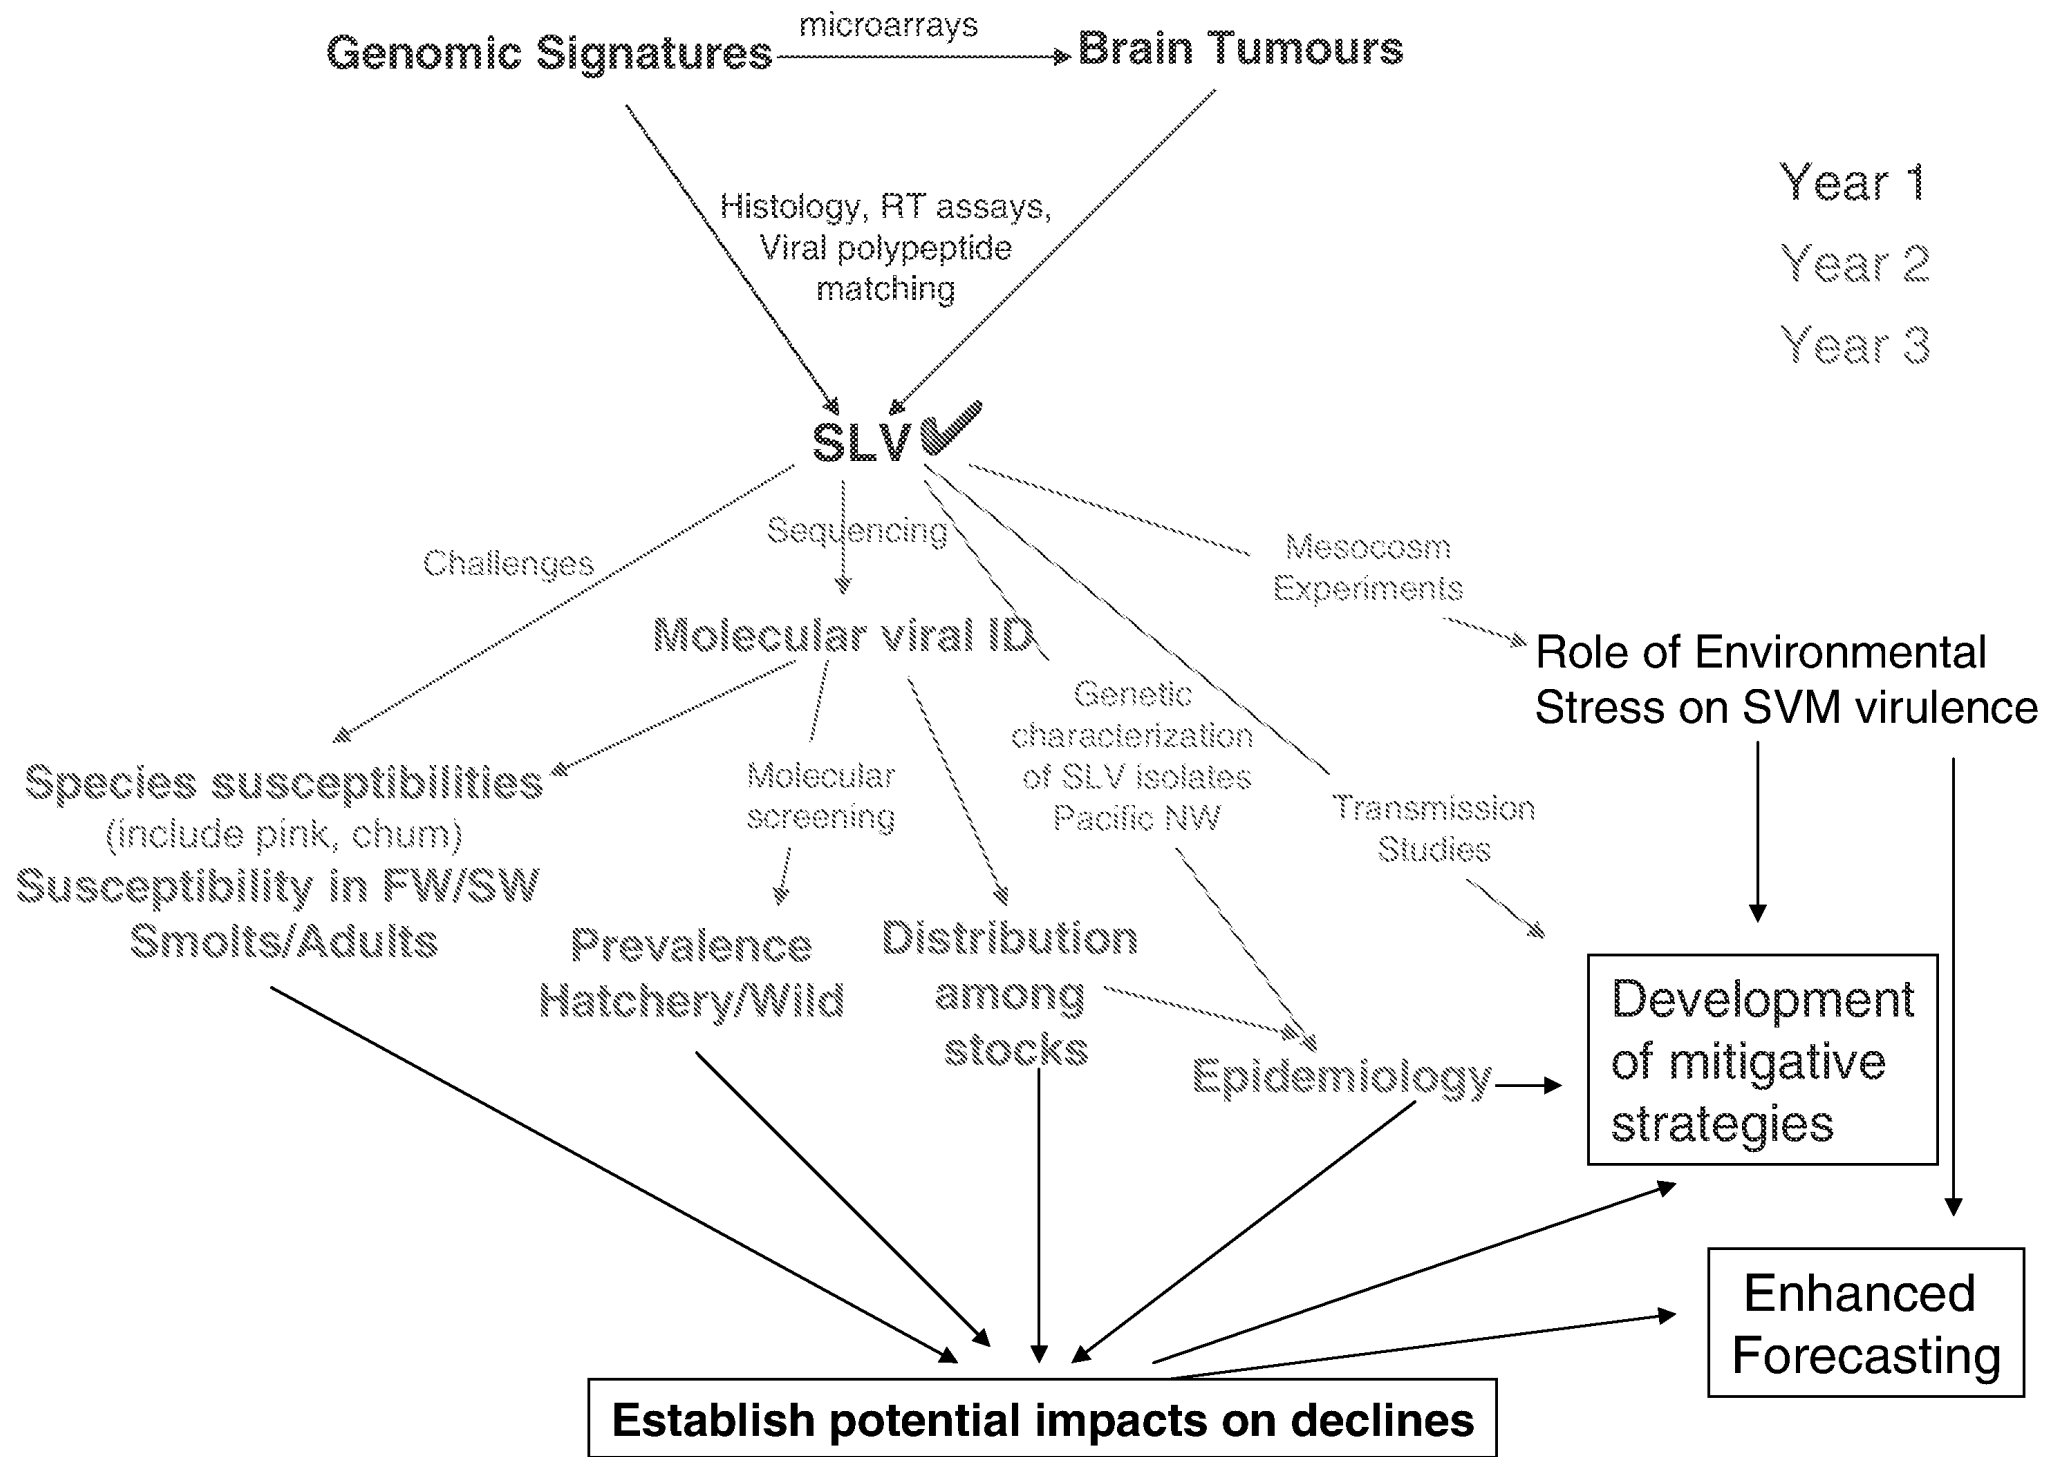 microarrays
Genomic Signatures
Brain Tumours
Year 1
Year 2
Year 3
Histology, RT assays,
Viral polypeptide
matching
SLV
Challenges
Sequencing
Mesocosm
Experiments
Molecular viral ID
Role of Environmental
Stress on SVM virulence
Species susceptibilities
(include pink, chum)
Susceptibility in FW/SW
Smolts/Adults
Molecular
screening
Genetic
characterization
of SLV isolates
Pacific NW
Transmission
Studies
Prevalence
Hatchery/Wild
Distribution
among
stocks
Epidemiology
Development
of mitigative
strategies
Enhanced
Forecasting
Establish potential impacts on declines